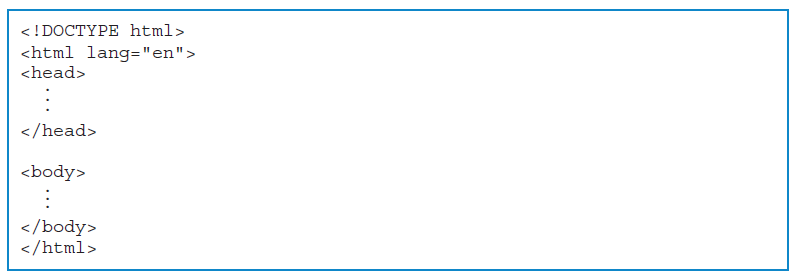 <!DOCTYPE html>
<html lang="en">
<head>
⋮
</head>
<body>
⋮
</body>
</html>